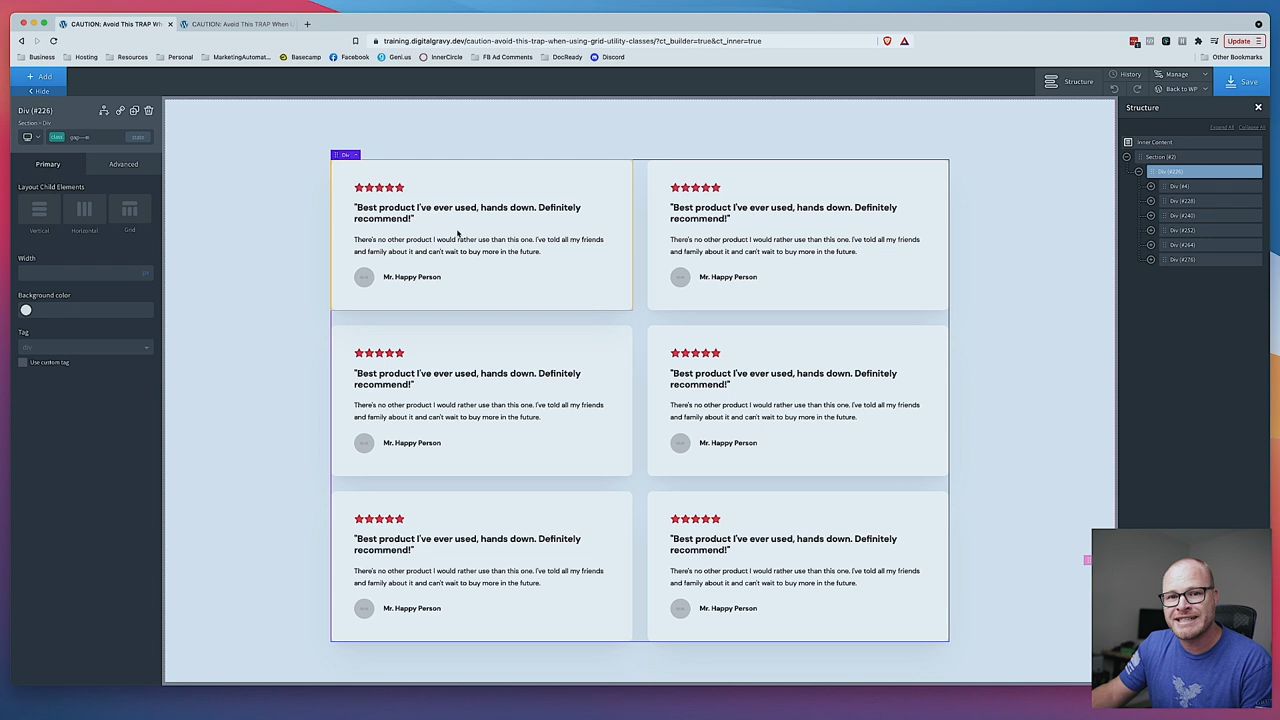 CAUTION: Avoid This TRAP Wh
CAUTION: Avoid This TRAP When U
training.digitalgravy.dev/caution-avoid-this-trap-when-using-grid-utility-classes/?ct_builder=true&ct_inner=true
Update
Business
Hosting
Resources
Personal
MarketingAutomat...
Basecamp
Facebook
Geni.us
InnerCircle
FB Ad Comments
DocReady
Discord
Other Bookmarks
Add
Hide
Structure
History
Manage
Back to WP
Save
Div (#226)
Section > Div
class
gap--m
state
Primary
Advanced
Layout Child Elements
Vertical
Horizontal
Grid
Width
px
Background color
Tag
div
Use custom tag
Div
"Best product I've ever used, hands down. Definitely
recommend!"
There's no other product I would rather use than this one. I've told all my friends
and family about it and can't wait to buy more in the future.
Mr. Happy Person
"Best product I've ever used, hands down. Definitely
recommend!"
There's no other product I would rather use than this one. I've told all my friends
and family about it and can't wait to buy more in the future.
Mr. Happy Person
"Best product I've ever used, hands down. Definitely
recommend!"
There's no other product I would rather use than this one. I've told all my friends
and family about it and can't wait to buy more in the future.
Mr. Happy Person
"Best product I've ever used, hands down. Definitely
recommend!"
There's no other product I would rather use than this one. I've told all my friends
and family about it and can't wait to buy more in the future.
Mr. Happy Person
"Best product I've ever used, hands down. Definitely
recommend!"
There's no other product I would rather use than this one. I've told all my friends
and family about it and can't wait to buy more in the future.
Mr. Happy Person
"Best product I've ever used, hands down. Definitely
recommend!"
There's no other product I would rather use than this one. I've told all my friends
and family about it and can't wait to buy more in the future.
Mr. Happy Person
Structure
Expand All
Collapse All
Inner Content
Section (#2)
Div (#226)
Div (#4)
Div (#228)
Div (#240)
Div (#252)
Div (#264)
Div (#276)